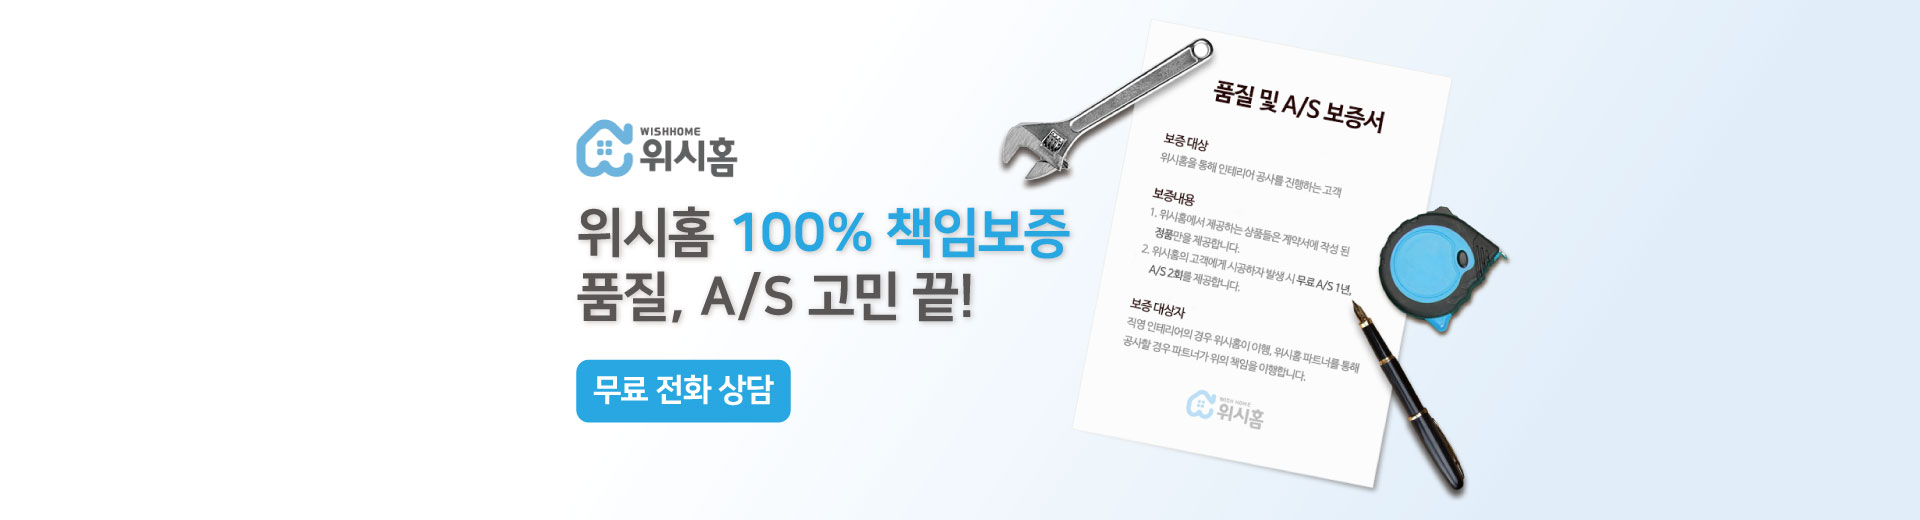 WISHHOME
위시홈
위시홈 100% 책임보증
품질, A/S 고민 끝!
무료 전화 상담
품질 및 A/S 보증서
보증 대상
위시홈을 통해 인테리어 공사를 진행하는 고객
보증내용
1. 위시홈에서 제공하는 상품들은 계약서에 작성 된
정품만을 제공합니다.
2. 위시홈의 고객에게 시공하자 발생 시 무료 A/S 1년,
A/S 2회를 제공합니다.
보증 대상자
직영 인테리어의 경우 위시홈이 이행, 위시홈 파트너를 통해
공사할 경우 파트너가 위의 책임을 이행합니다.
WISH HOME
위시홈